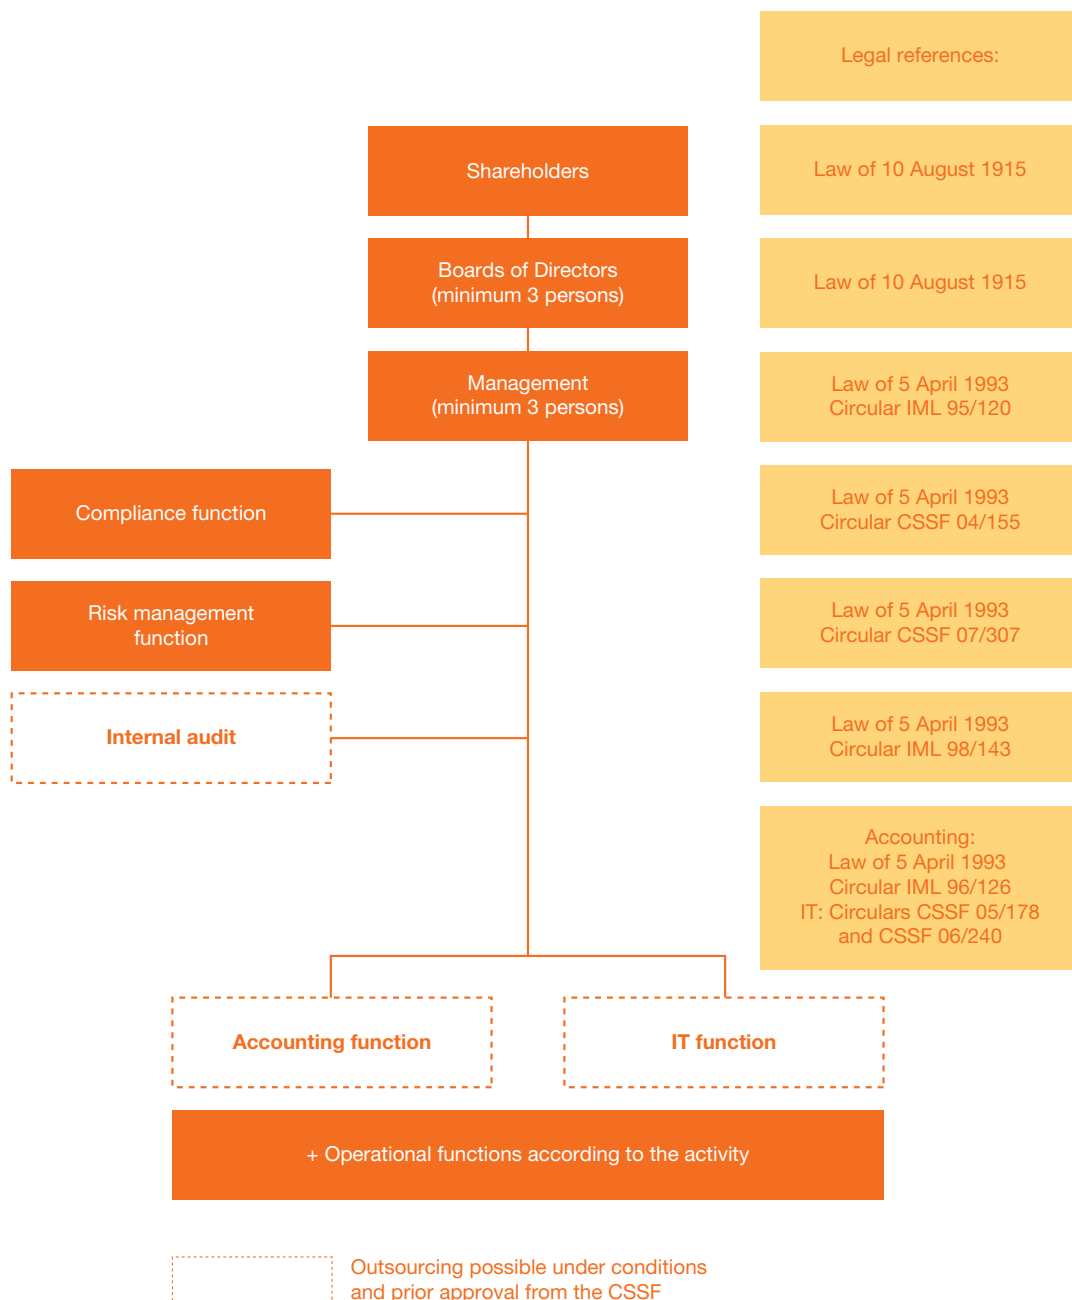 Legal references:
Shareholders
Law of 10 August 1915
Boards of Directors
(minimum 3 persons)
Law of 10 August 1915
Management
(minimum 3 persons)
Law of 5 April 1993
Circular IML 95/120
Compliance function
Law of 5 April 1993
Circular CSSF 04/155
Risk management
function
Law of 5 April 1993
Circular CSSF 07/307
Internal audit
Law of 5 April 1993
Circular IML 98/143
Accounting:
Law of 5 April 1993
Circular IML 96/126
IT: Circulars CSSF 05/178
and CSSF 06/240
Accounting function
IT function
+ Operational functions according to the activity
Outsourcing possible under conditions
and prior approval from the CSSF